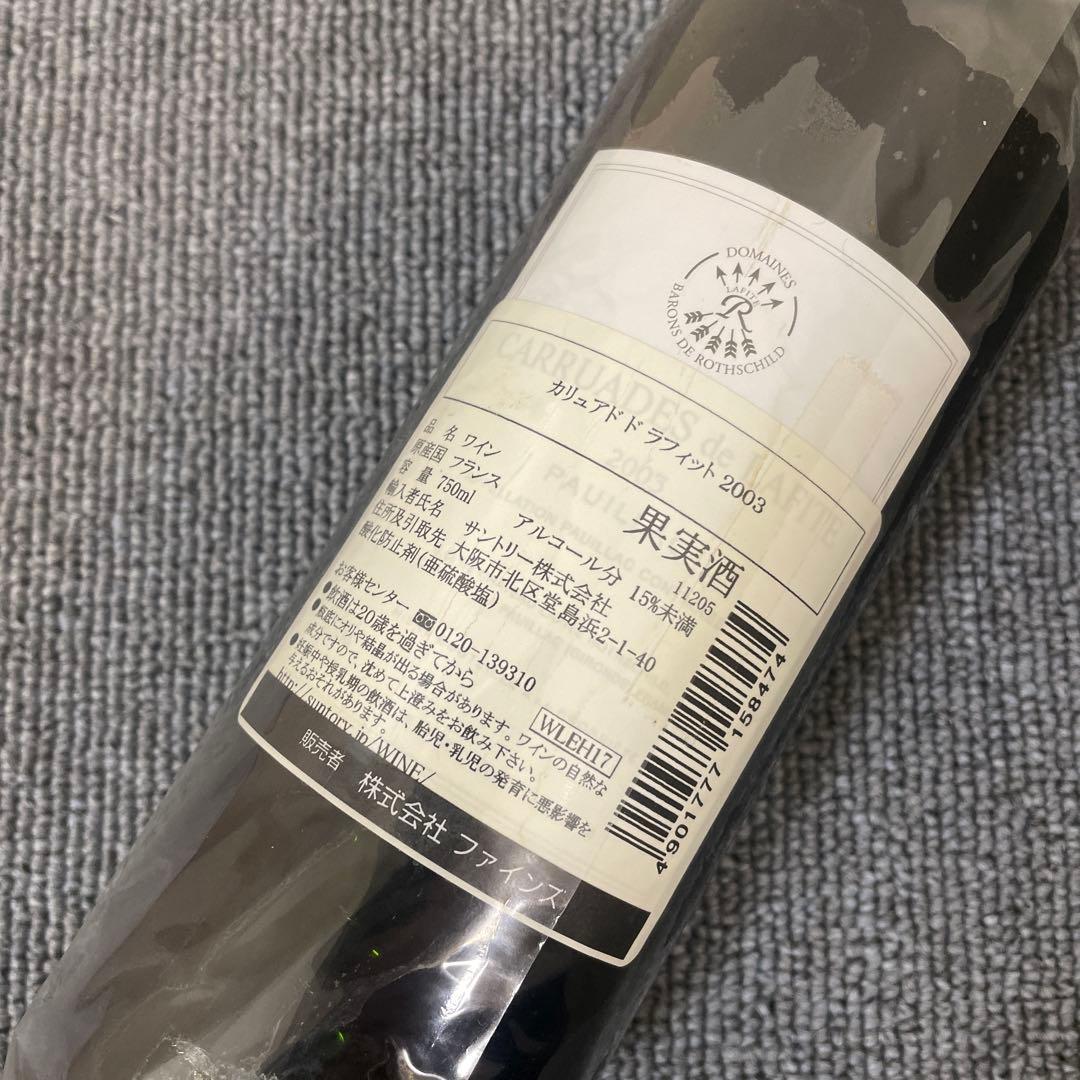 DOMAINES
LAFITE
R
BARONS DE ROTHSCHILD
CARRUADES de
2003
カリュアド ド ラフィット 2003
果実酒
11205
品 名 ワイン
原産国 フランス
容 量 750ml アルコール分 15%未満
輸入者氏名 サントリー株式会社
住所及引取先 大阪市北区堂島浜2-1-40
酸化防止剤(亜硫酸塩)
お客様センター 0120-139310
●飲酒は20歳を過ぎてから
WLEH17
●瓶底にオリや結晶が出る場合があります。ワインの自然な
成分ですので、沈めて上澄みをお飲み下さい。
●妊娠中や授乳期の飲酒は、胎児・乳児の発育に悪影響を
与えるおそれがあります。
http://suntory.jp/WINE/
販売者 株式会社 ファインズ
4 901777 158474